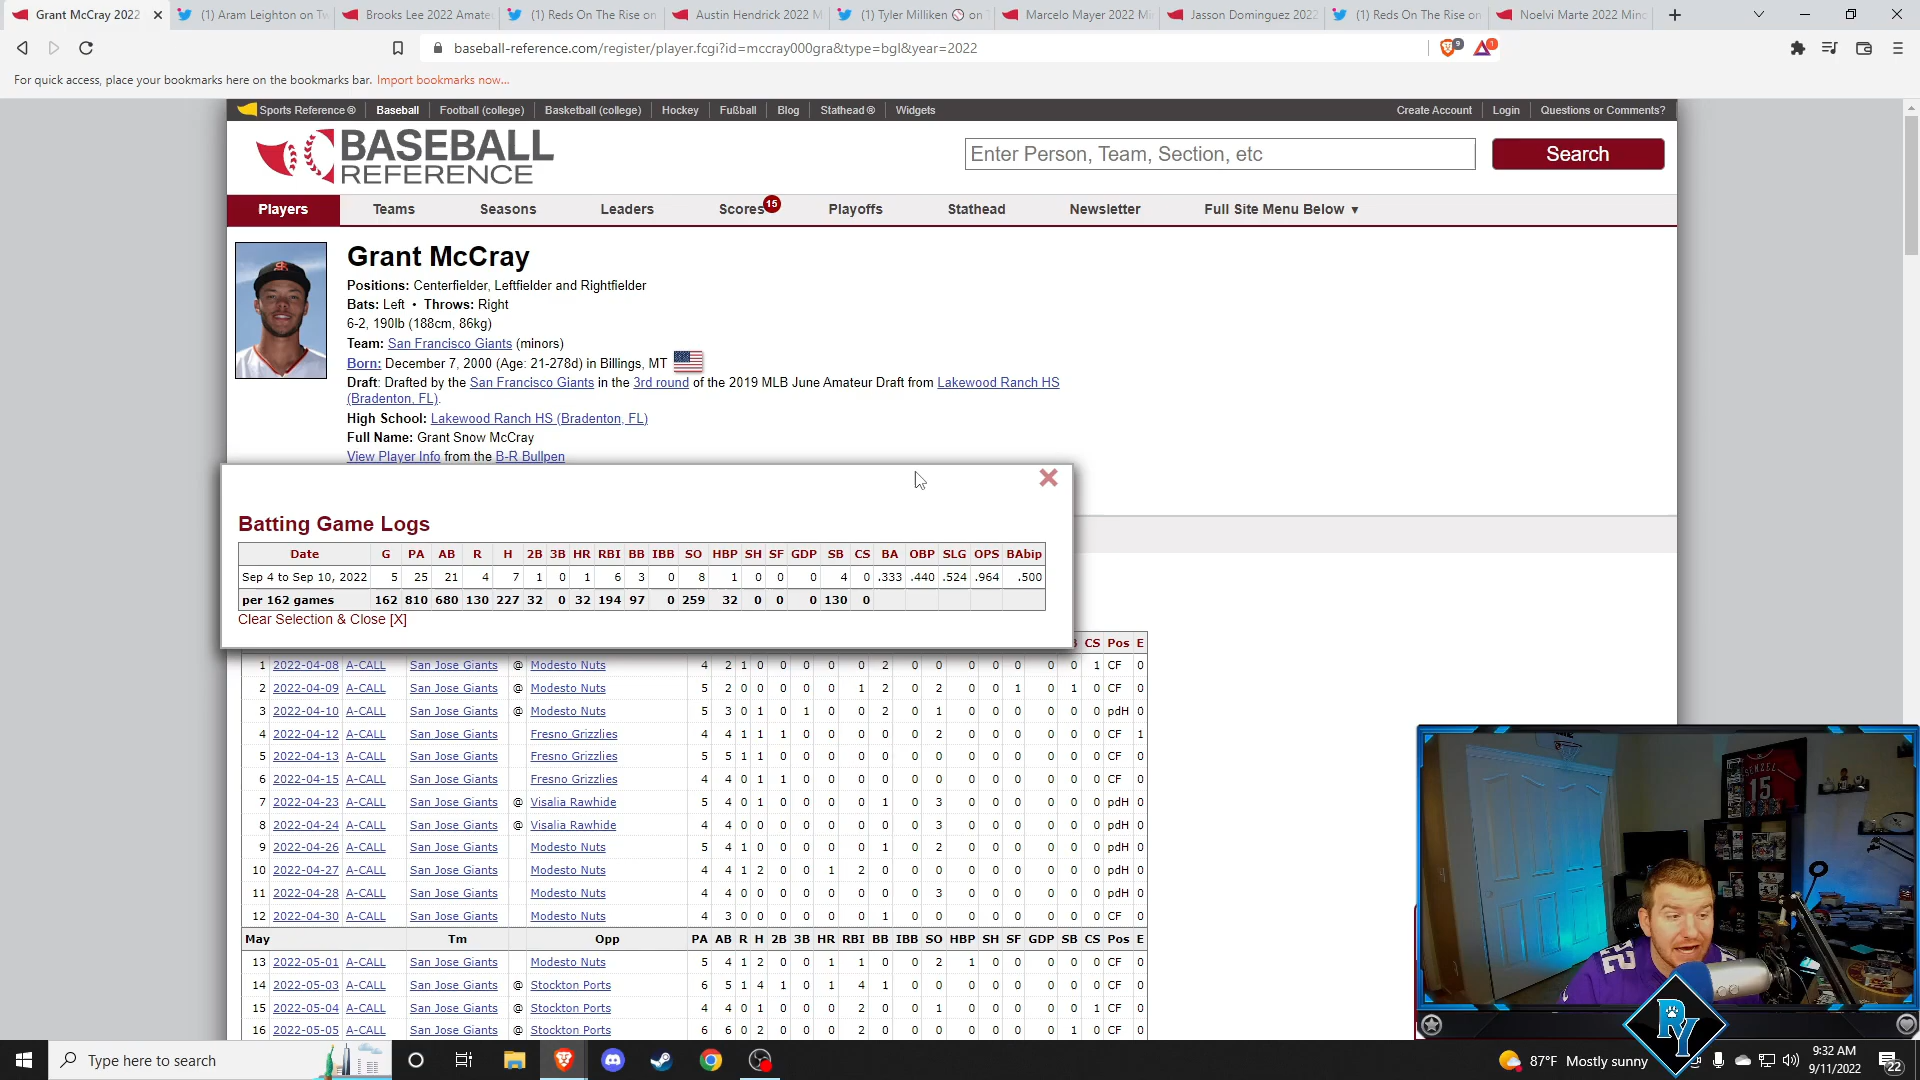 Grant McCray 2022
(1) Aram Leighton on Tw
Brooks Lee 2022 Amate
(1) Reds On The Rise on
Austin Hendrick 2022 M
(1) Tyler Milliken on T
Marcelo Mayer 2022 Mi
Jasson Dominguez 2022
(1) Reds On The Rise on
Noelvi Marte 2022 Mino
baseball-reference.com/register/player.fcgi?id=mccray000gra&type=bgl&year=2022
9
1
For quick access, place your bookmarks here on the bookmarks bar. Import bookmarks now...
Sports Reference® Baseball Football (college) Basketball (college) Hockey Fußball Blog Stathead® Widgets Create Account Login Questions or Comments?
BASEBALL
REFERENCE
Enter Person, Team, Section, etc Search
Players Teams Seasons Leaders Scores 15 Playoffs Stathead Newsletter Full Site Menu Below ▼
Grant McCray
Positions: Centerfielder, Leftfielder and Rightfielder
Bats: Left • Throws: Right
6-2, 190lb (188cm, 86kg)
Team: San Francisco Giants (minors)
Born: December 7, 2000 (Age: 21-278d) in Billings, MT
Draft: Drafted by the San Francisco Giants in the 3rd round of the 2019 MLB June Amateur Draft from Lakewood Ranch HS
(Bradenton, FL).
High School: Lakewood Ranch HS (Bradenton, FL)
Full Name: Grant Snow McCray
View Player Info from the B-R Bullpen
Batting Game Logs
Date G PA AB R H 2B 3B HR RBI BB IBB SO HBP SH SF GDP SB CS BA OBP SLG OPS BAbip
Sep 4 to Sep 10, 2022 5 25 21 4 7 1 0 1 6 3 0 8 1 0 0 0 4 0 .333 .440 .524 .964 .500
per 162 games 162 810 680 130 227 32 0 32 194 97 0 259 32 0 0 0 130 0
Clear Selection & Close [X]
CS Pos E
1 2022-04-08 A-CALL San Jose Giants @ Modesto Nuts 4 2 1 0 0 0 0 0 2 0 0 0 0 0 0 0 1 CF 0
2 2022-04-09 A-CALL San Jose Giants @ Modesto Nuts 5 2 0 0 0 0 0 1 2 0 2 0 0 1 0 1 0 CF 0
3 2022-04-10 A-CALL San Jose Giants @ Modesto Nuts 5 3 0 1 0 1 0 0 2 0 1 0 0 0 0 0 0 pdH 0
4 2022-04-12 A-CALL San Jose Giants Fresno Grizzlies 4 4 1 1 1 0 0 0 0 0 2 0 0 0 0 0 0 CF 1
5 2022-04-13 A-CALL San Jose Giants Fresno Grizzlies 5 5 1 1 0 0 0 0 0 0 0 0 0 0 0 0 0 CF 0
6 2022-04-15 A-CALL San Jose Giants Fresno Grizzlies 4 4 0 1 1 0 0 0 0 0 0 0 0 0 0 0 0 CF 0
7 2022-04-23 A-CALL San Jose Giants @ Visalia Rawhide 5 4 0 1 0 0 0 0 1 0 3 0 0 0 0 0 0 pdH 0
8 2022-04-24 A-CALL San Jose Giants @ Visalia Rawhide 4 4 0 0 0 0 0 0 0 0 3 0 0 0 0 0 0 pdH 0
9 2022-04-26 A-CALL San Jose Giants Modesto Nuts 5 4 1 0 0 0 0 0 1 0 2 0 0 0 0 0 0 pdH 0
10 2022-04-27 A-CALL San Jose Giants Modesto Nuts 4 4 1 2 0 0 1 2 0 0 0 0 0 0 0 0 0 pdH 0
11 2022-04-28 A-CALL San Jose Giants Modesto Nuts 4 4 0 0 0 0 0 0 0 0 3 0 0 0 0 0 0 pdH 0
12 2022-04-30 A-CALL San Jose Giants Modesto Nuts 4 3 0 0 0 0 0 0 1 0 0 0 0 0 0 0 0 CF 0
May Tm Opp PA AB R H 2B 3B HR RBI BB IBB SO HBP SH SF GDP SB CS Pos E
13 2022-05-01 A-CALL San Jose Giants Modesto Nuts 5 4 1 2 0 0 1 1 0 0 2 1 0 0 0 0 0 CF 0
14 2022-05-03 A-CALL San Jose Giants @ Stockton Ports 6 5 1 4 1 0 1 4 1 0 0 0 0 0 0 0 0 CF 0
15 2022-05-04 A-CALL San Jose Giants @ Stockton Ports 4 4 0 1 0 0 0 2 0 0 1 0 0 0 0 0 1 CF 0
16 2022-05-05 A-CALL San Jose Giants @ Stockton Ports 6 6 0 2 0 0 0 2 0 0 0 0 0 0 0 1 0 CF 0
SENZEL
15
12
RY
Type here to search
87°F Mostly sunny
9:32 AM
9/11/2022
22